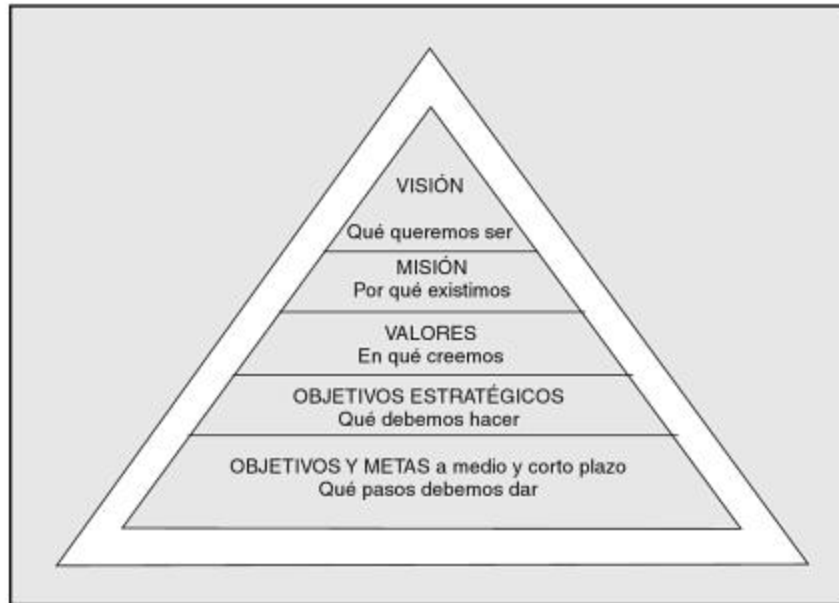 VISIÓN
Qué queremos ser
MISIÓN
Por qué existimos
VALORES
En qué creemos
OBJETIVOS ESTRATÉGICOS
Qué debemos hacer
OBJETIVOS Y METAS a medio y corto plazo
Qué pasos debemos dar